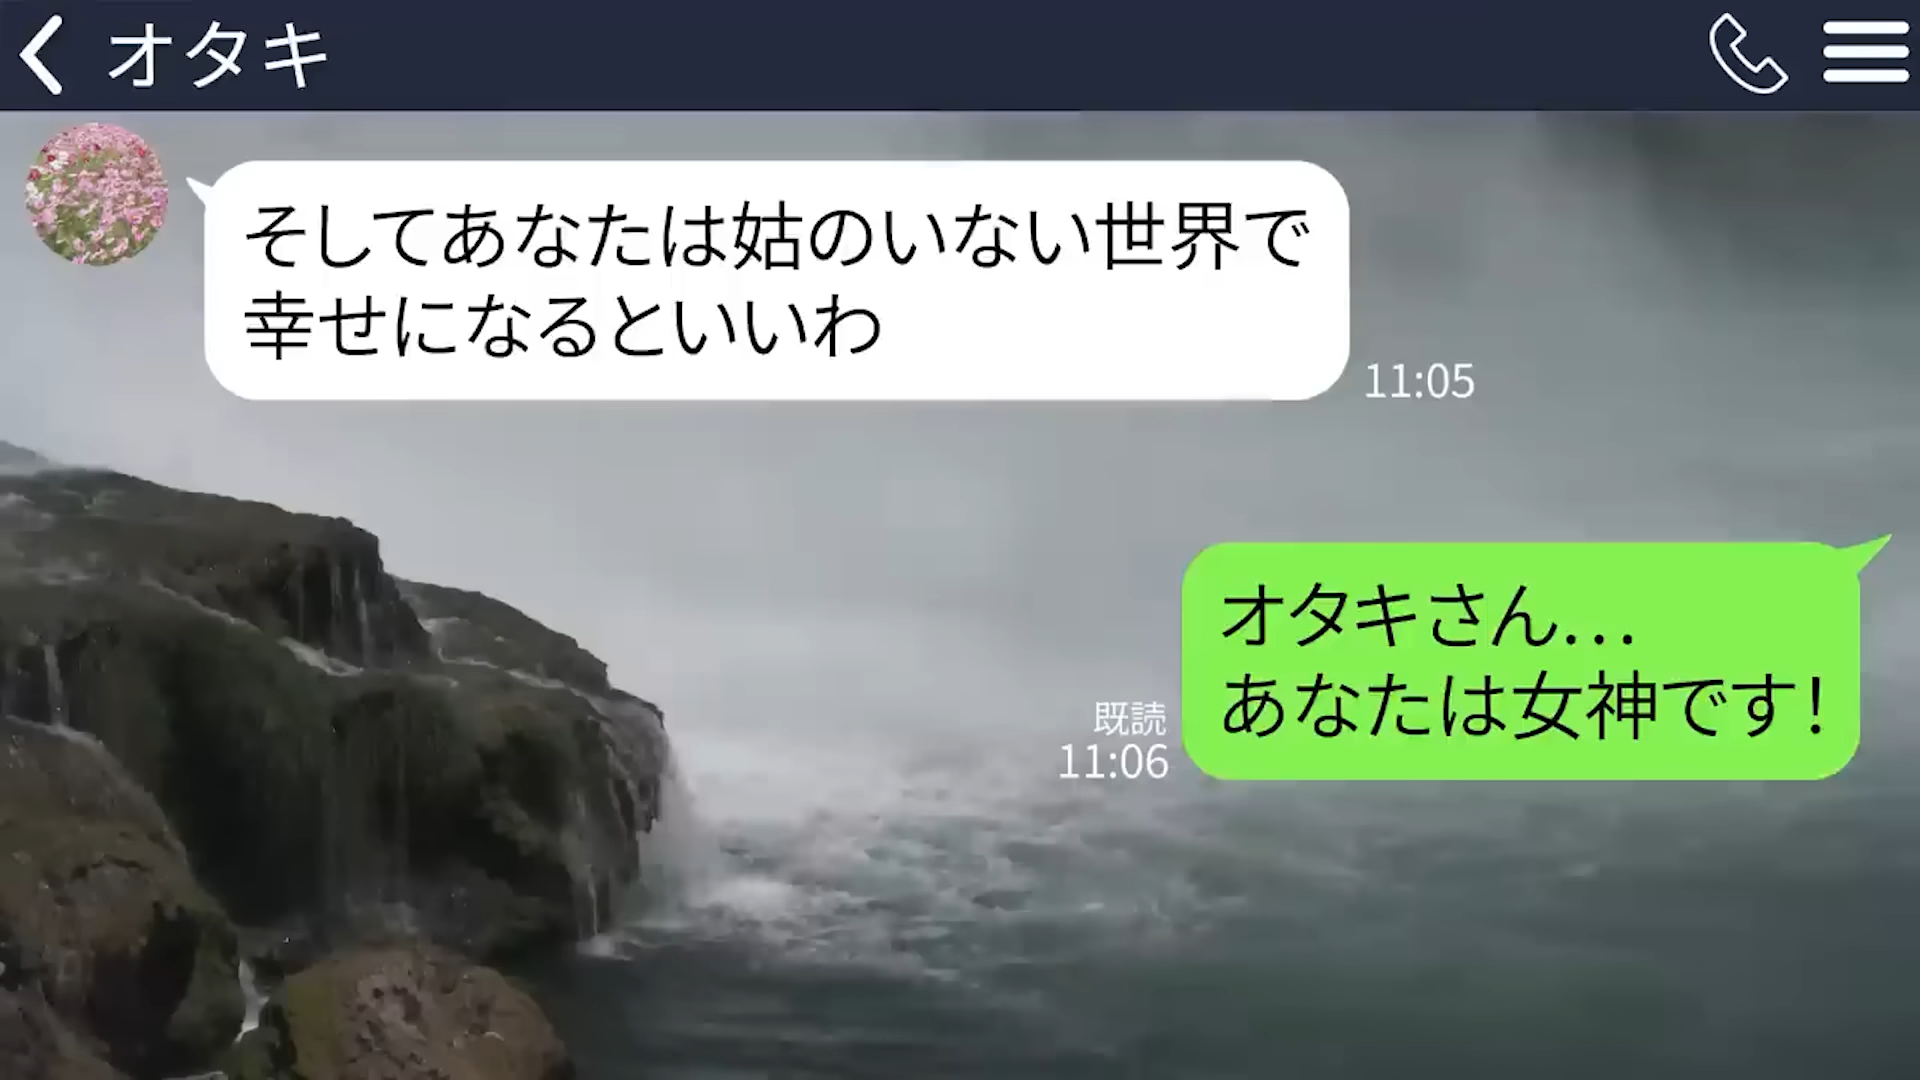 オタキ
そしてあなたは姑のいない世界で
幸せになるといいわ
11:05
オタキさん…
あなたは女神です!
既読
11:06